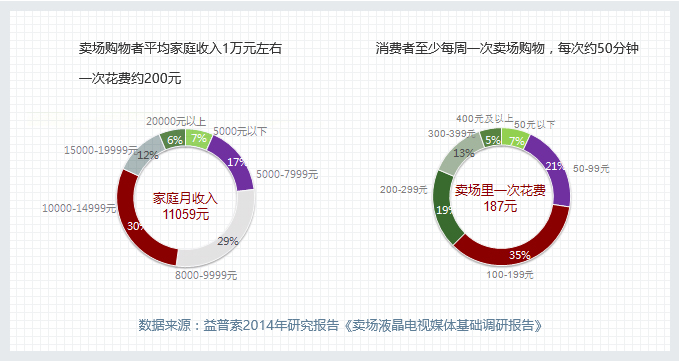 卖场购物者平均家庭收入1万元左右
一次花费约200元
消费者至少每周一次卖场购物，每次约50分钟
20000元以上
5000元以下
15000-19999元
5000-7999元
10000-14999元
8000-9999元
6%
7%
12%
17%
30%
29%
家庭月收入
11059元
400元及以上
50元以下
300-399元
50-99元
200-299元
100-199元
5%
7%
13%
21%
19%
35%
卖场里一次花费
187元
数据来源：益普索2014年研究报告《卖场液晶电视媒体基础调研报告》